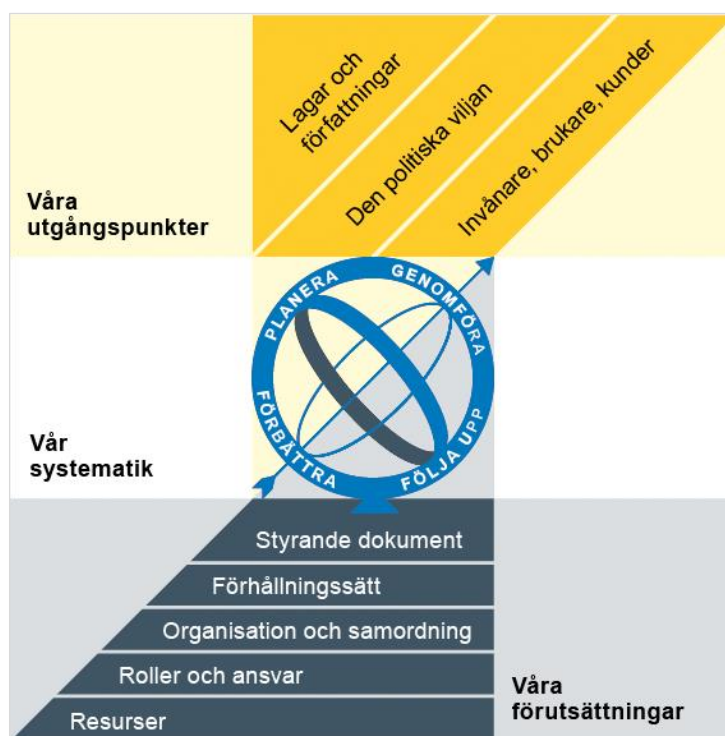 Lagar och
författningar
Den politiska viljan
Invånare, brukare, kunder
Våra
utgångspunkter
PLANERA
GENOMFÖRA
FÖRBÄTTRA
FÖLJA UPP
Vår
systematik
Styrande dokument
Förhållningssätt
Organisation och samordning
Roller och ansvar
Resurser
Våra
förutsättningar